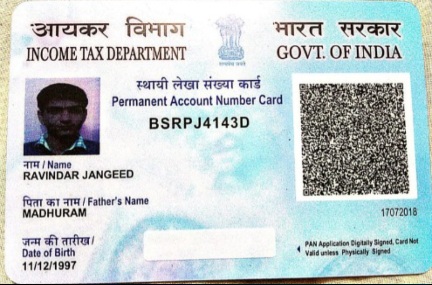 आयकर विभाग
INCOME TAX DEPARTMENT
भारत सरकार
GOVT. OF INDIA
स्थायी लेखा संख्या कार्ड
Permanent Account Number Card
BSRPJ4143D
नाम / Name
RAVINDAR JANGEED
पिता का नाम / Father's Name
MADHURAM
जन्म की तारीख /
Date of Birth
11/12/1997
17072018
PAN Application Digitally Signed, Card Not
Valid unless Physically Signed